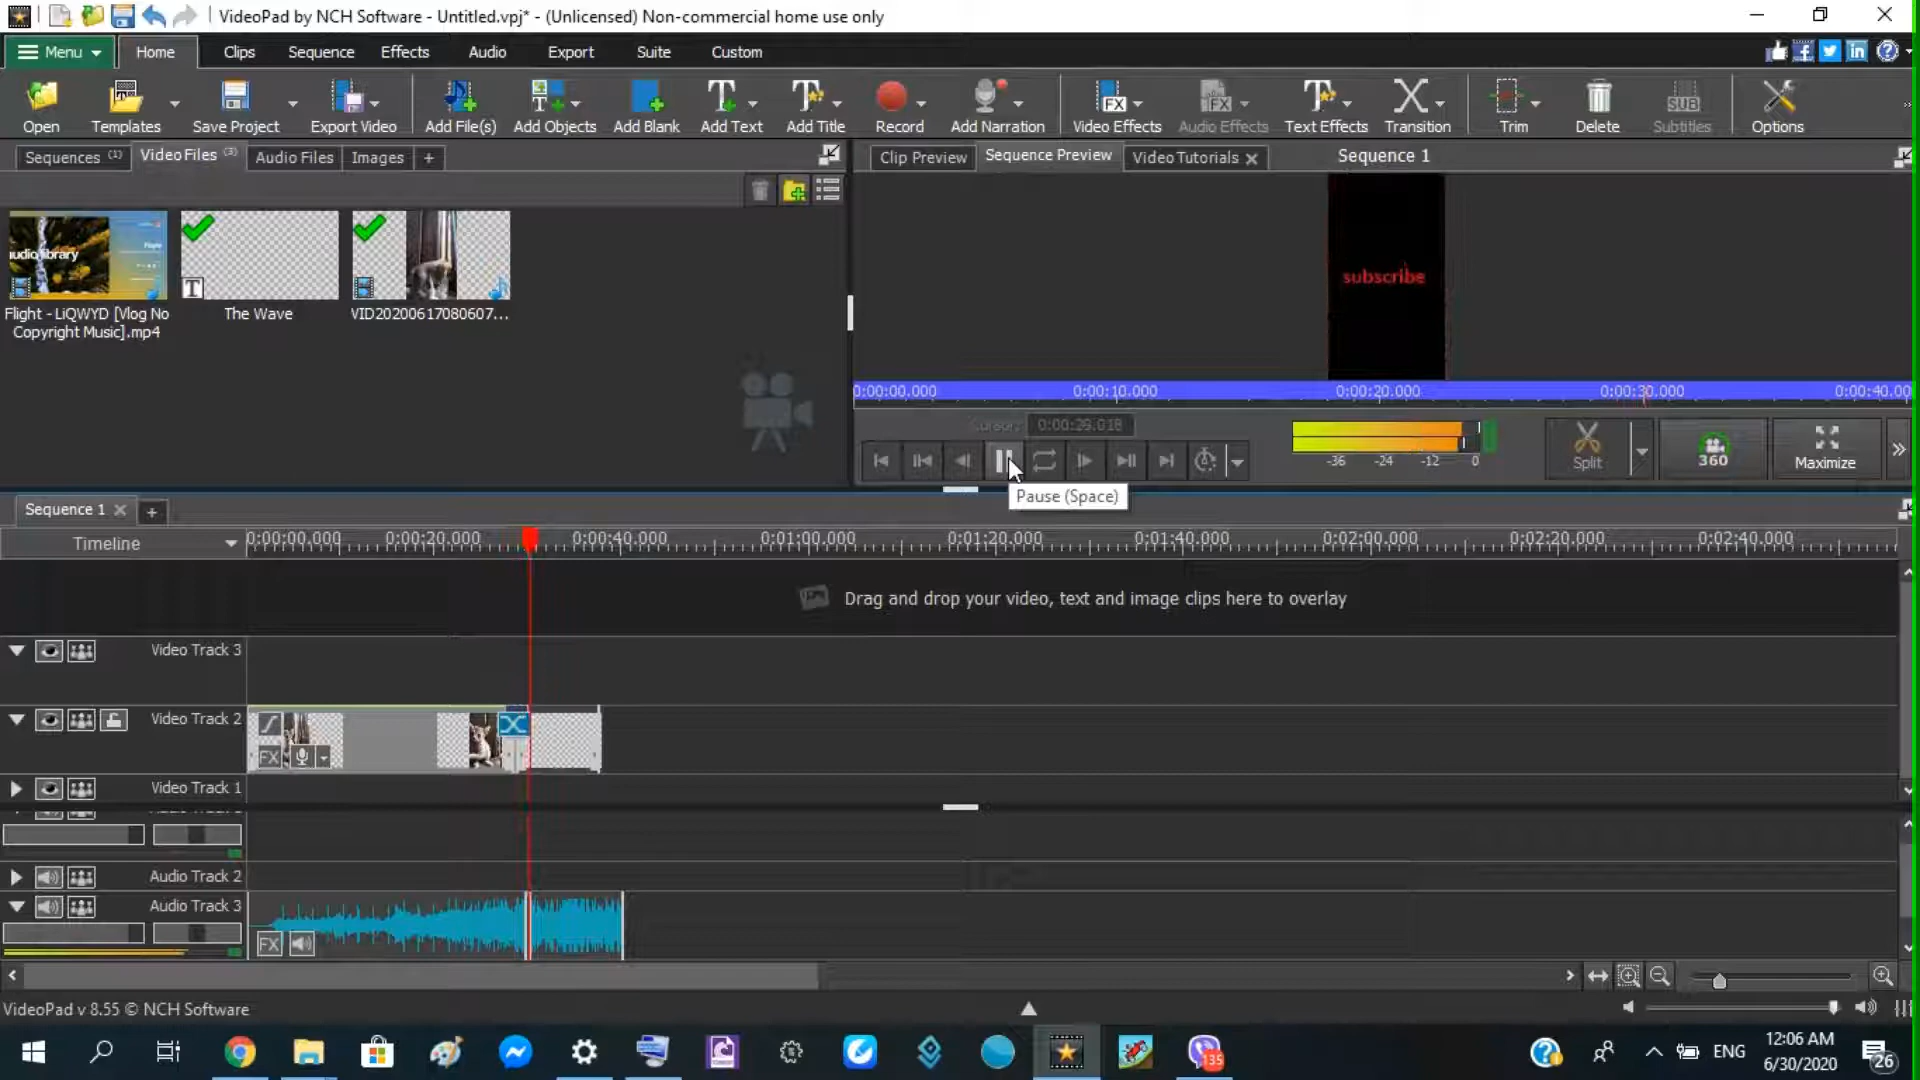 VideoPad by NCH Software - Untitled.vpj* - (Unlicensed) Non-commercial home use only
Menu Home Clips Sequence Effects Audio Export Suite Custom
Open Templates Save Project Export Video Add File(s) Add Objects Add Blank Add Text Add Title Record Add Narration Video Effects Audio Effects Text Effects Transition Trim Delete Subtitles Options
Sequences (1) Video Files (3) Audio Files Images +
Clip Preview Sequence Preview Video Tutorials Sequence 1
audio library
Flight
subscribe
Flight - LiQWYD [Vlog No
Copyright Music].mp4
The Wave
VID20200617080607...
0:00:00.000 0:00:10.000 0:00:20.000 0:00:30.000 0:00:40.00
Cursor: 0:00:29.018
-36 -24 -12 0
Split 360 Maximize
Pause (Space)
Sequence 1
Timeline
0:00:00.000 0:00:20.000 0:00:40.000 0:01:00.000 0:01:20.000 0:01:40.000 0:02:00.000 0:02:20.000 0:02:40.000
Drag and drop your video, text and image clips here to overlay
Video Track 3
Video Track 2
FX
Video Track 1
Audio Track 2
Audio Track 3
FX
VideoPad v 8.55 © NCH Software
135
ENG
12:06 AM
6/30/2020
26